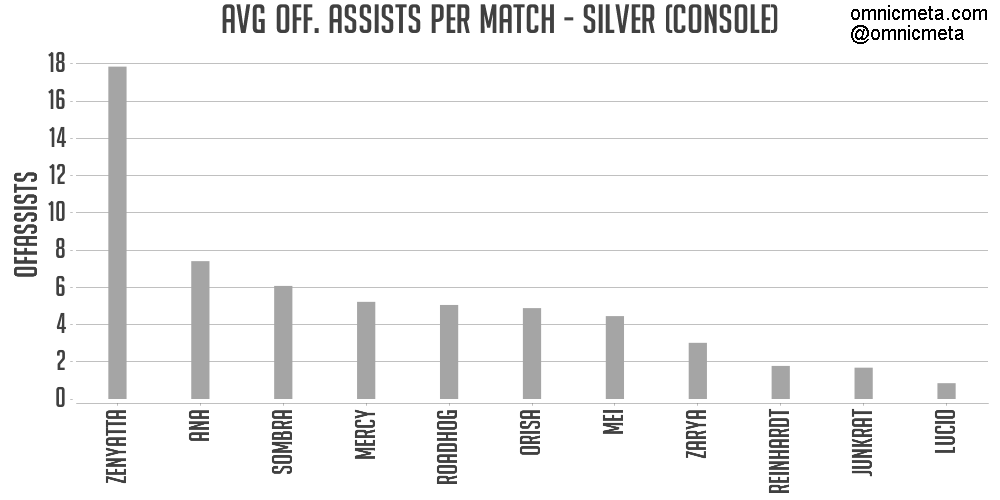 AVG OFF. ASSISTS PER MATCH - SILVER (CONSOLE)
omnicmeta.com
@omnicmeta
OFFASSISTS
18
16
14
12
10
8
6
4
2
0
ZENYATTA
ANA
SOMBRA
MERCY
ROADHOG
ORISA
MEI
ZARYA
REINHARDT
JUNKRAT
LUCIO